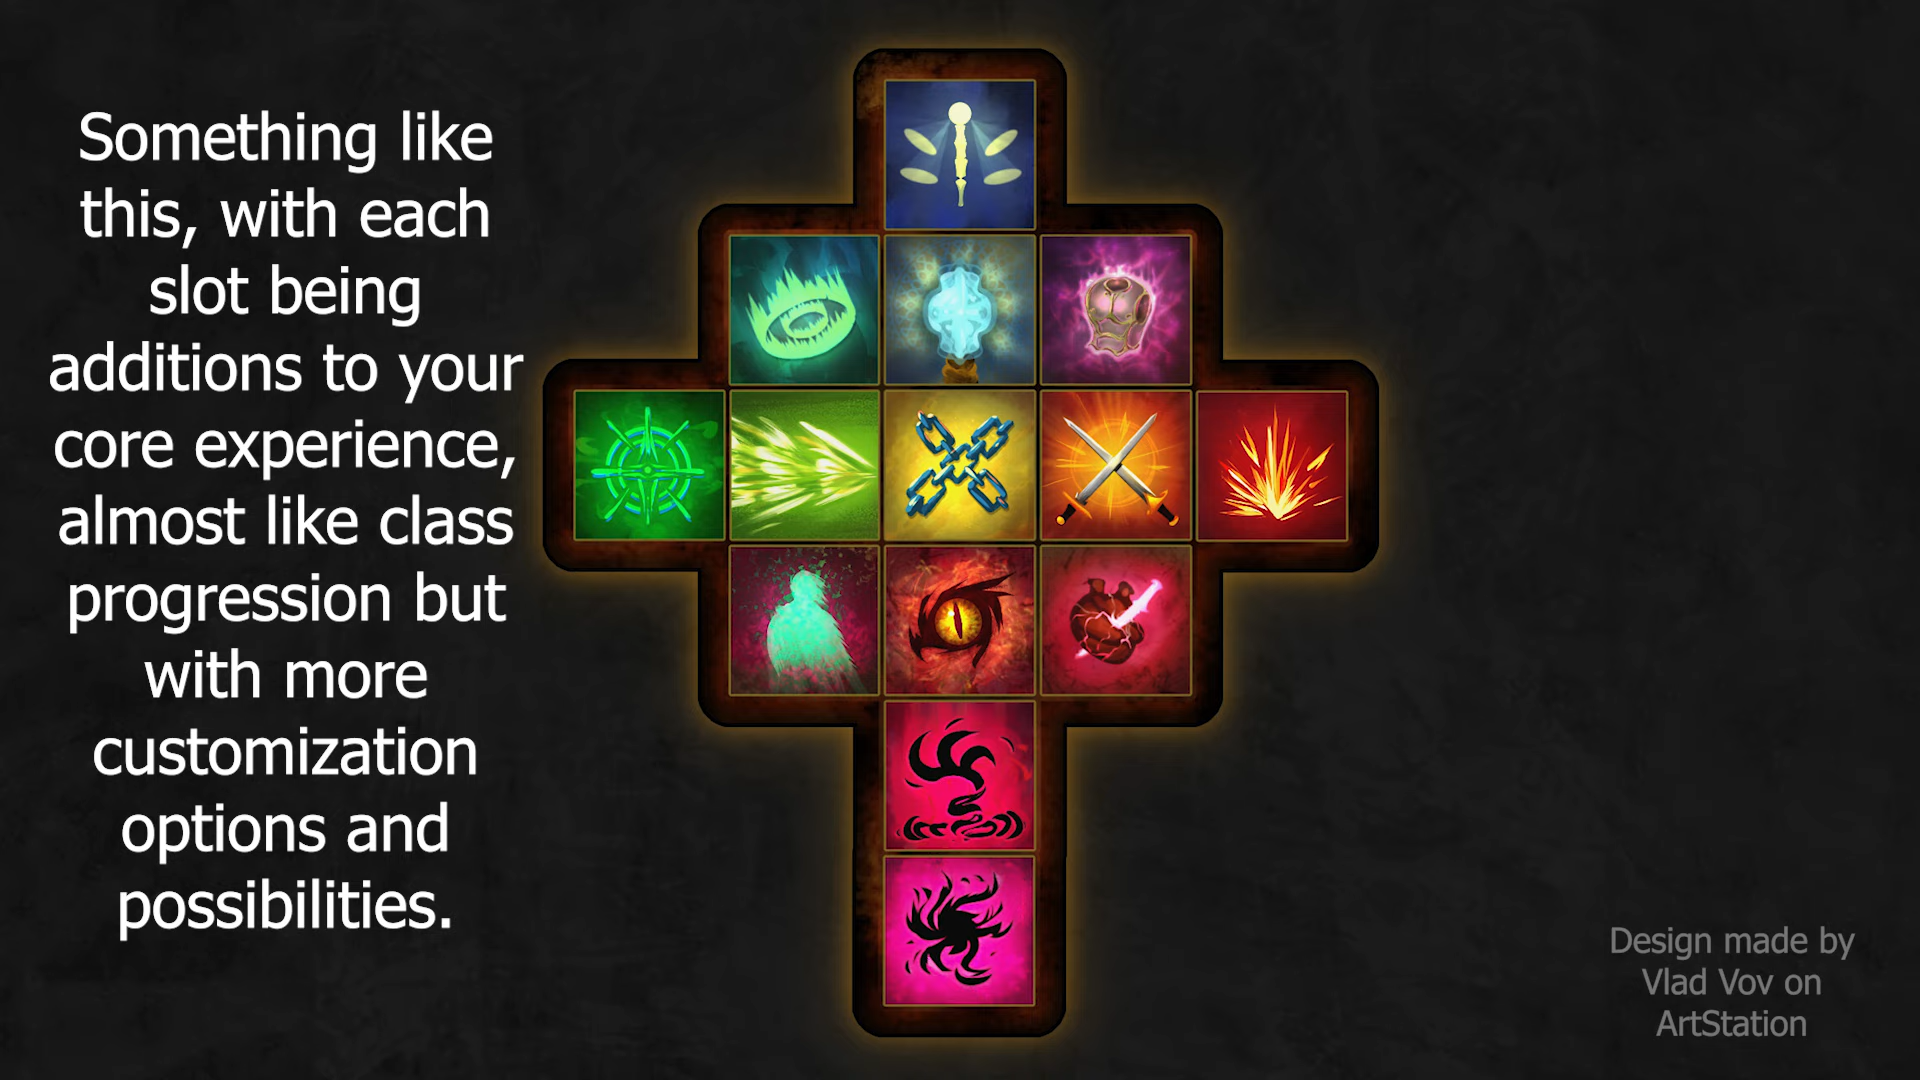 Something like
this, with each
slot being
additions to your
core experience,
almost like class
progression but
with more
customization
options and
possibilities.
Design made by
Vlad Vov on
ArtStation